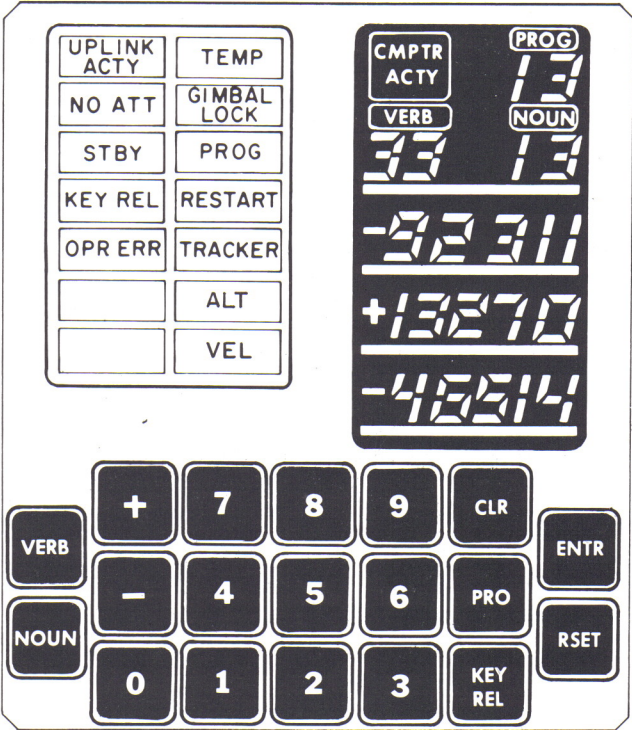 UPLINK
ACTY
TEMP
NO ATT
GIMBAL
LOCK
STBY
PROG
KEY REL
RESTART
OPR ERR
TRACKER
ALT
VEL
CMPTR
ACTY
PROG
13
VERB
NOUN
33
13
-92311
+13270
-46514
+ 7 8 9 CLR
VERB
ENTR
- 4 5 6 PRO
NOUN
RSET
0 1 2 3 KEY
REL